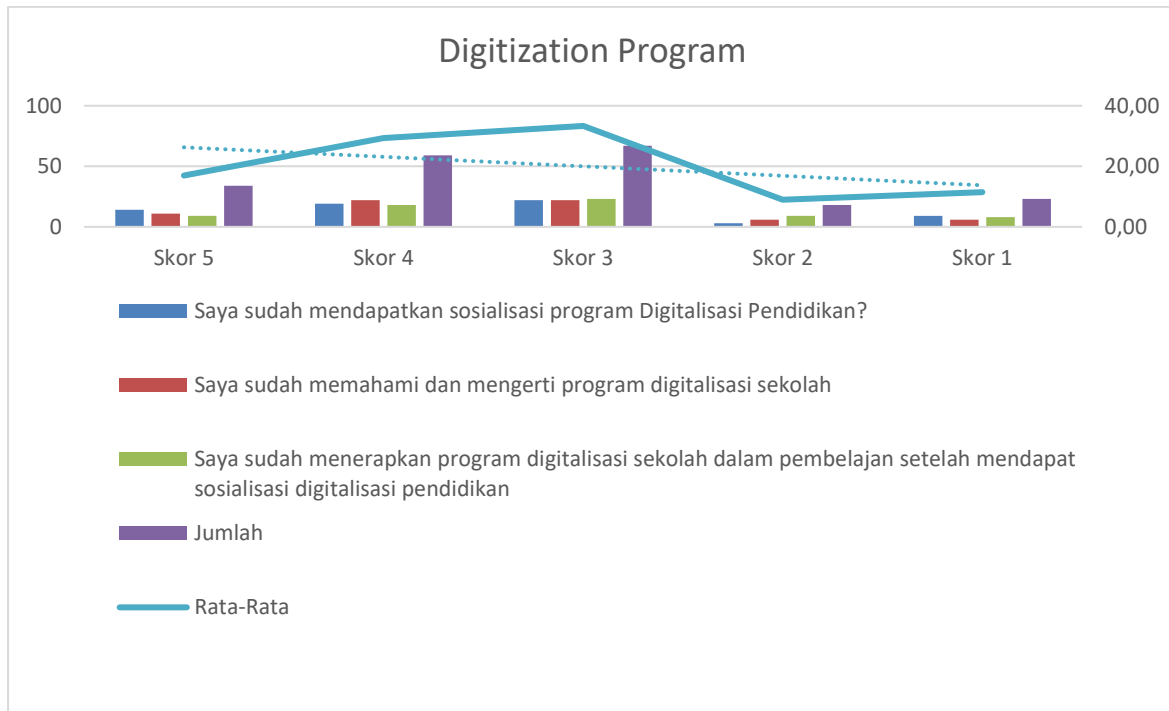 Digitization Program
100
40,00
50
20,00
0
0,00
Skor 5
Skor 4
Skor 3
Skor 2
Skor 1
Saya sudah mendapatkan sosialisasi program Digitalisasi Pendidikan?
Saya sudah memahami dan mengerti program digitalisasi sekolah
Saya sudah menerapkan program digitalisasi sekolah dalam pembelajan setelah mendapat
sosialisasi digitalisasi pendidikan
Jumlah
Rata-Rata